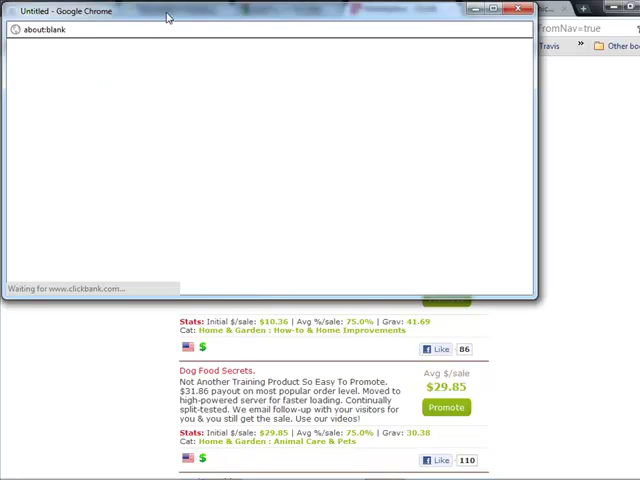 Untitled - Google Chrome
about:blank
FromNav=true
Travis
»
Other bo
Waiting for www.clickbank.com...
Stats: Initial $/sale: $10.36 | Avg %/sale: 75.0% | Grav: 41.69
Cat: Home & Garden : How-to & Home Improvements
$
Like
86
Dog Food Secrets.
Not Another Training Product So Easy To Promote.
$31.86 payout on most popular order level. Moved to
high-powered server for faster loading. Continually
split-tested. We email follow-up with your visitors for
you & you still get the sale. Use our videos!
Avg $/sale
$29.85
Promote
Stats: Initial $/sale: $29.85 | Avg %/sale: 75.0% | Grav: 30.38
Cat: Home & Garden : Animal Care & Pets
$
Like
110